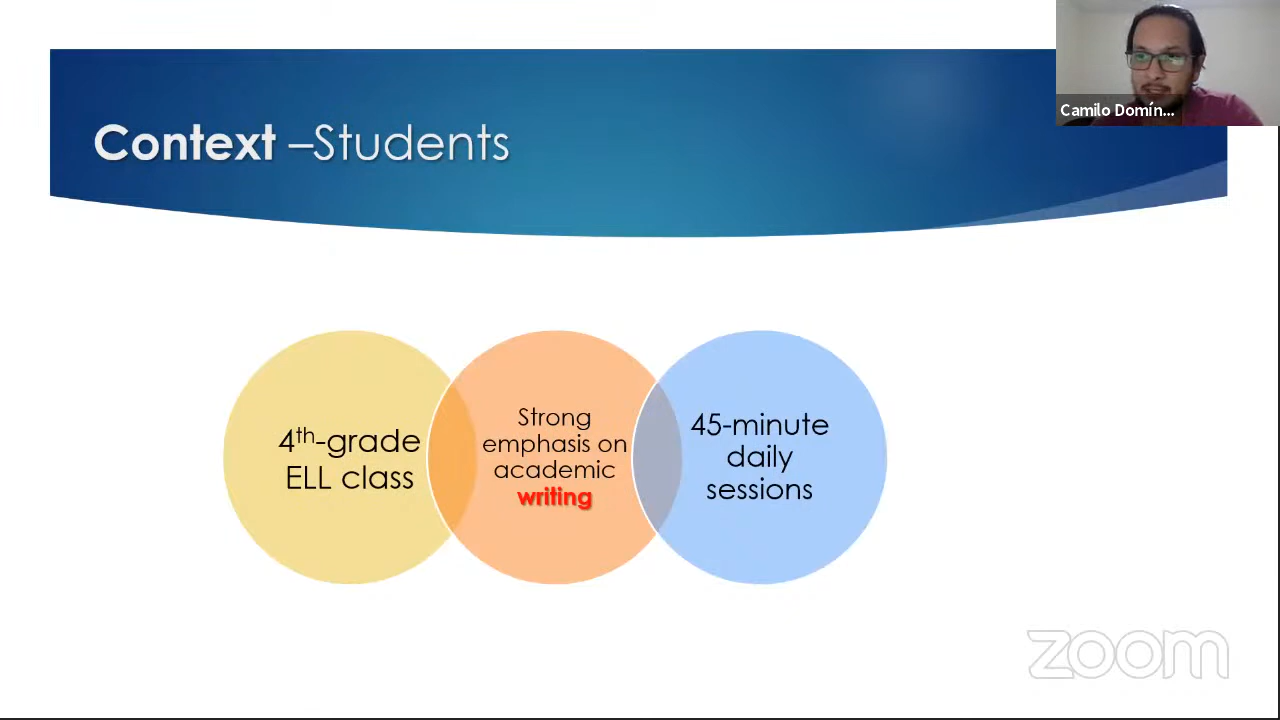 Context –Students
Camilo Domín...
4th-grade
ELL class
Strong
emphasis on
academic
writing
45-minute
daily
sessions
zoom